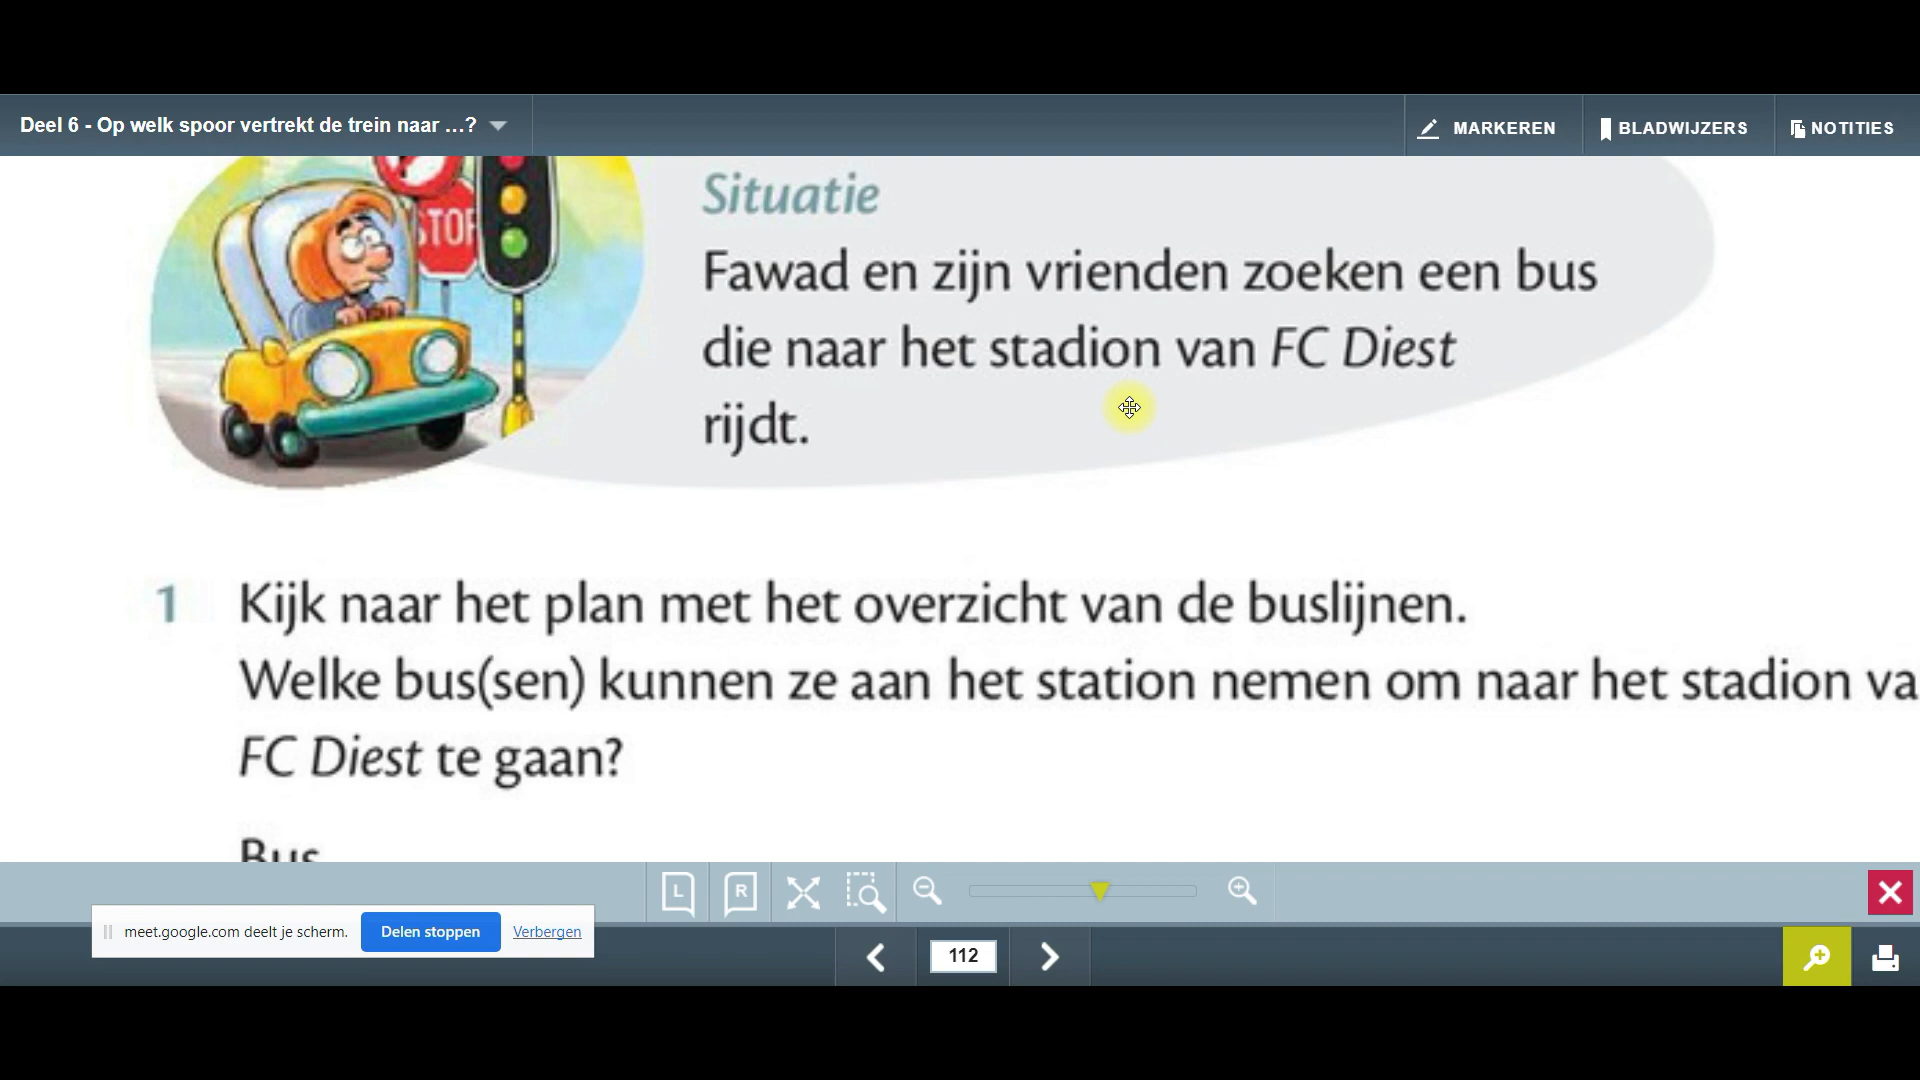 Deel 6 - Op welk spoor vertrekt de trein naar ...?
MARKEREN
BLADWIJZERS
NOTITIES
STOP
Situatie
Fawad en zijn vrienden zoeken een bus
die naar het stadion van FC Diest
rijdt.
1 Kijk naar het plan met het overzicht van de buslijnen.
Welke bus(sen) kunnen ze aan het station nemen om naar het stadion va
FC Diest te gaan?
Bus
L
R
meet.google.com deelt je scherm.
Delen stoppen
Verbergen
112